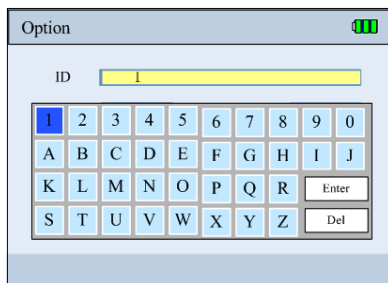 Option
ID 1
1 2 3 4 5 6 7 8 9 0
A B C D E F G H I J
K L M N O P Q R Enter
S T U V W X Y Z Del